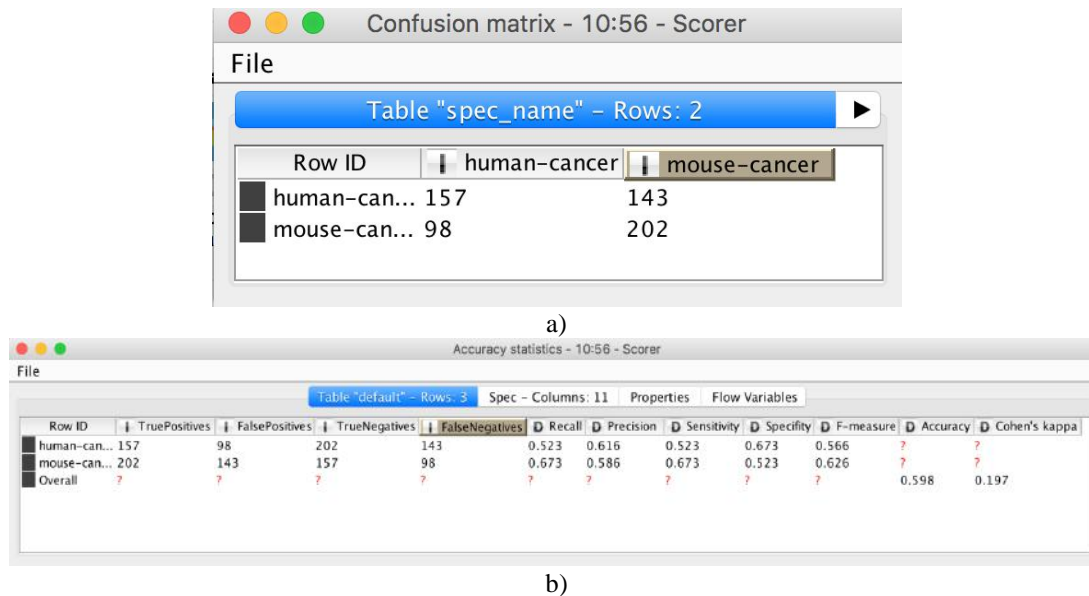 Confusion matrix - 10:56 - Scorer
File
Table "spec_name" - Rows: 2
Row ID human-cancer mouse-cancer
human-can... 157 143
mouse-can... 98 202
a)
Accuracy statistics - 10:56 - Scorer
File
Table "default" - Rows: 3 Spec - Columns: 11 Properties Flow Variables
Row ID TruePositives FalsePositives TrueNegatives FalseNegatives D Recall D Precision D Sensitivity D Specifity D F-measure D Accuracy D Cohen's kappa
human-can... 157 98 202 143 0.523 0.616 0.523 0.673 0.566 ? ?
mouse-can... 202 143 157 98 0.673 0.586 0.673 0.523 0.626 ? ?
Overall ? ? ? ? ? ? ? ? ? 0.598 0.197
b)